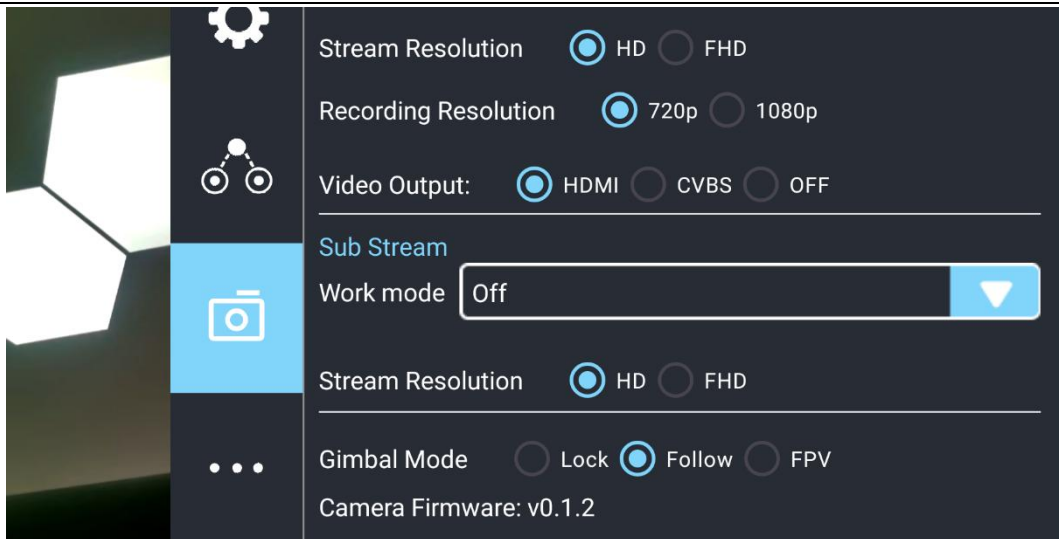 Stream Resolution HD FHD
Recording Resolution 720p 1080p
Video Output: HDMI CVBS OFF
Sub Stream
Work mode Off
Stream Resolution HD FHD
Gimbal Mode Lock Follow FPV
Camera Firmware: v0.1.2